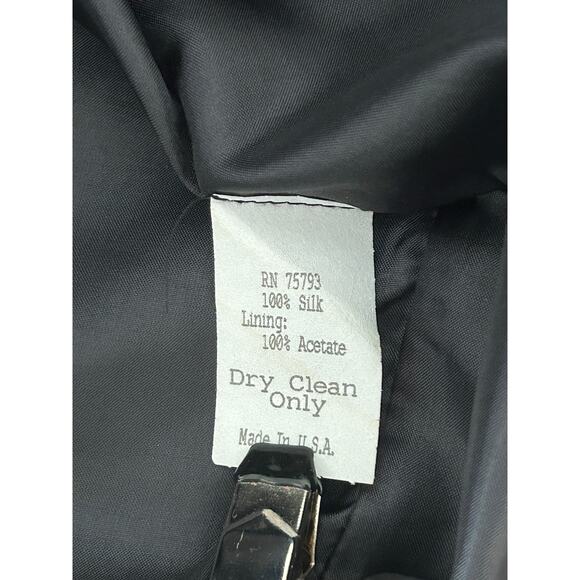 RN 75793
100% Silk
Lining:
100% Acetate
Dry Clean
Only
Made In U.S.A.